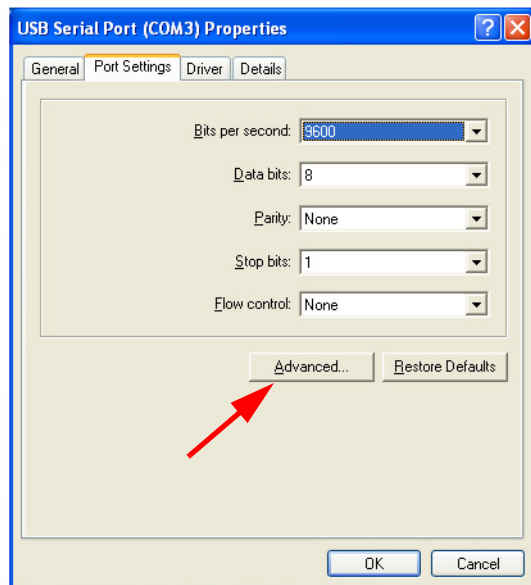 USB Serial Port (COM3) Properties
General Port Settings Driver Details
Bits per second: 9600
Data bits: 8
Parity: None
Stop bits: 1
Flow control: None
Advanced... Restore Defaults
OK Cancel